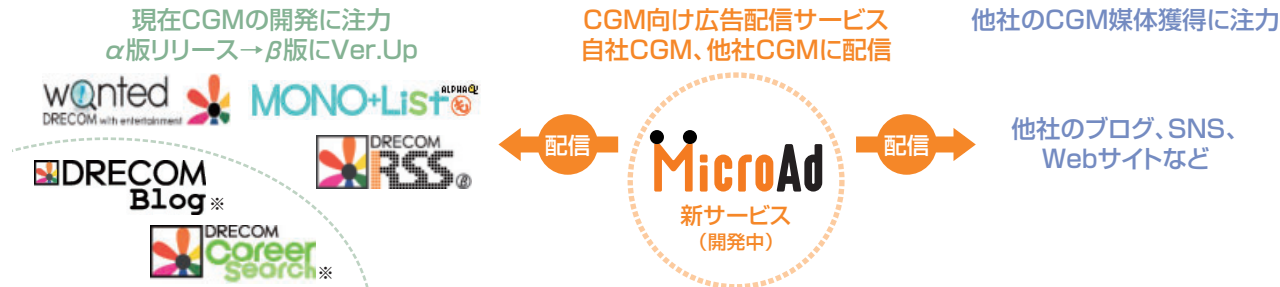 現在CGMの開発に注力
α版リリース→β版にVer.Up
wanted
DRECOM with entertainment
MONO+List
ALPHA
DRECOM
RSS
DRECOM
Blog※
DRECOM
Career
Search※
CGM向け広告配信サービス
自社CGM、他社CGMに配信
配信
MicroAd
新サービス
(開発中)
配信
他社のCGM媒体獲得に注力
他社のブログ、SNS、
Webサイトなど